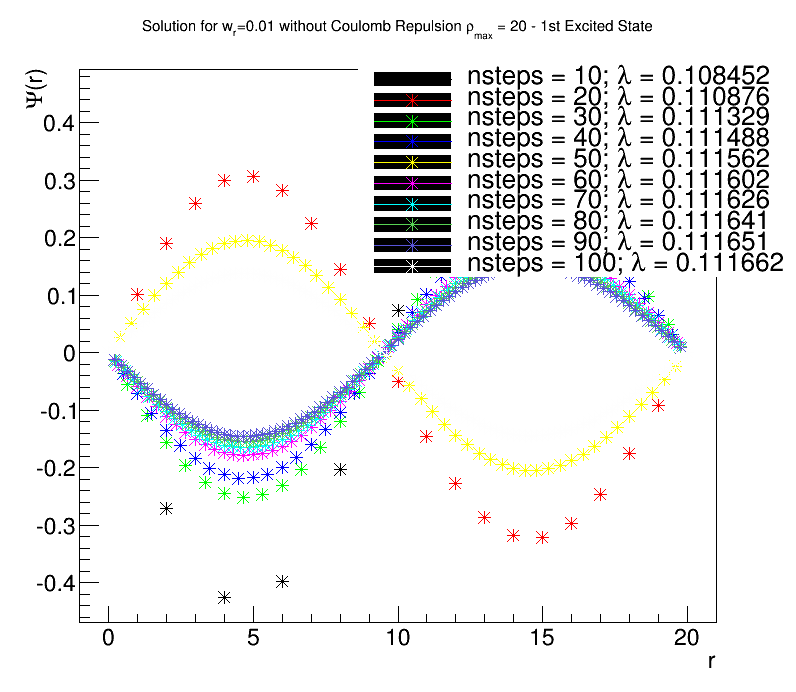 Solution for wr=0.01 without Coulomb Repulsion ρmax = 20 - 1st Excited State
Ψ(r)
nsteps = 10; λ = 0.108452
nsteps = 20; λ = 0.110876
nsteps = 30; λ = 0.111329
nsteps = 40; λ = 0.111488
nsteps = 50; λ = 0.111562
nsteps = 60; λ = 0.111602
nsteps = 70; λ = 0.111626
nsteps = 80; λ = 0.111641
nsteps = 90; λ = 0.111651
nsteps = 100; λ = 0.111662
0.4
0.3
0.2
0.1
0
-0.1
-0.2
-0.3
-0.4
0 5 10 15 20
r